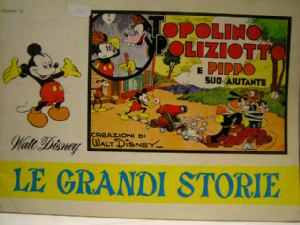 TOPOLINO
POLIZIOTTO
E PIPPO
SUO AIUTANTE
CREAZIONI DI
WALT DISNEY
Walt Disney
LE GRANDI STORIE